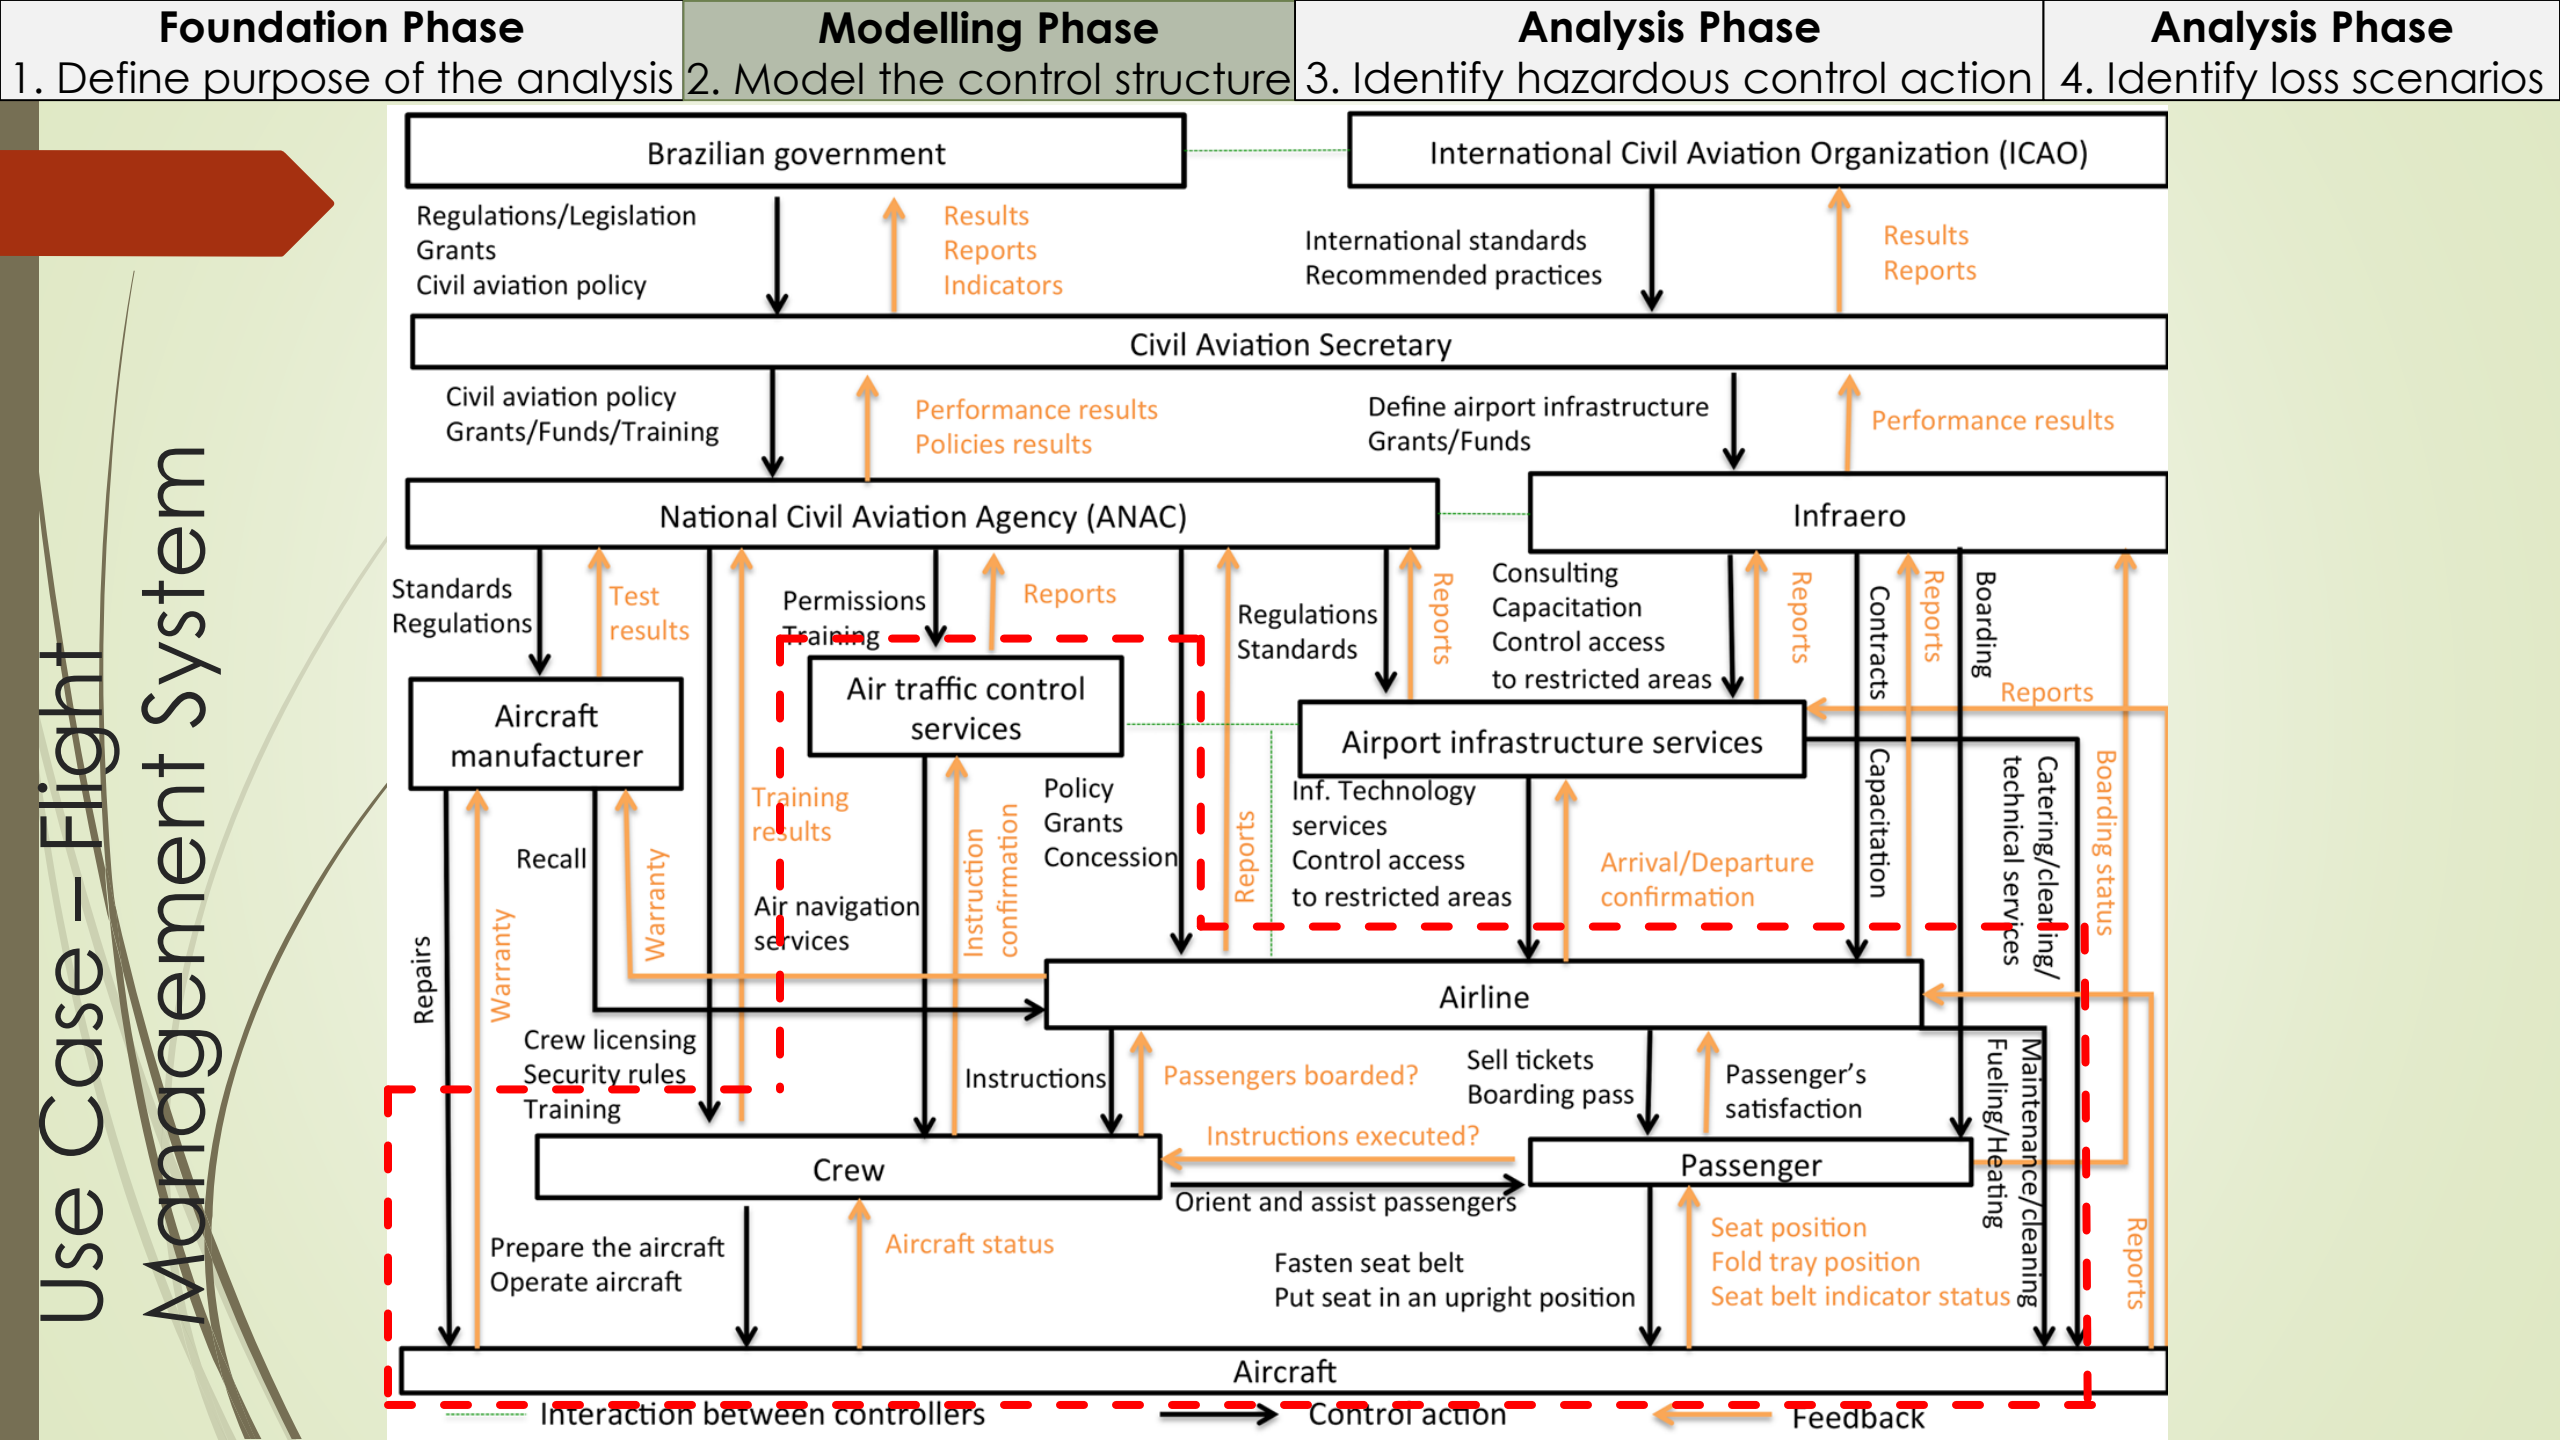 Foundation Phase
1. Define purpose of the analysis
Modelling Phase
2. Model the control structure
Analysis Phase
3. Identify hazardous control action
Analysis Phase
4. Identify loss scenarios
Use Case – Flight
Management System
Brazilian government
International Civil Aviation Organization (ICAO)
Regulations/Legislation
Grants
Civil aviation policy
Results
Reports
Indicators
International standards
Recommended practices
Results
Reports
Civil Aviation Secretary
Civil aviation policy
Grants/Funds/Training
Performance results
Policies results
Define airport infrastructure
Grants/Funds
Performance results
National Civil Aviation Agency (ANAC)
Infraero
Standards
Regulations
Test
results
Permissions
Training
Reports
Regulations
Standards
Reports
Consulting
Capacitation
Control access
to restricted areas
Reports
Contracts
Reports
Boarding
Reports
Aircraft
manufacturer
Air traffic control
services
Airport infrastructure services
Training
results
Policy
Grants
Concession
Reports
Inf. Technology
services
Control access
to restricted areas
Arrival/Departure
confirmation
Capacitation
Catering/cleaning/
technical services
Boarding status
Recall
Warranty
Air navigation
services
Instruction
confirmation
Repairs
Warranty
Airline
Crew licensing
Security rules
Training
Instructions
Passengers boarded?
Sell tickets
Boarding pass
Passenger’s
satisfaction
Maintenance/cleaning
Fueling/Heating
Instructions executed?
Crew
Passenger
Orient and assist passengers
Prepare the aircraft
Operate aircraft
Aircraft status
Fasten seat belt
Put seat in an upright position
Seat position
Fold tray position
Seat belt indicator status
Reports
Aircraft
Interaction between controllers
Control action
Feedback